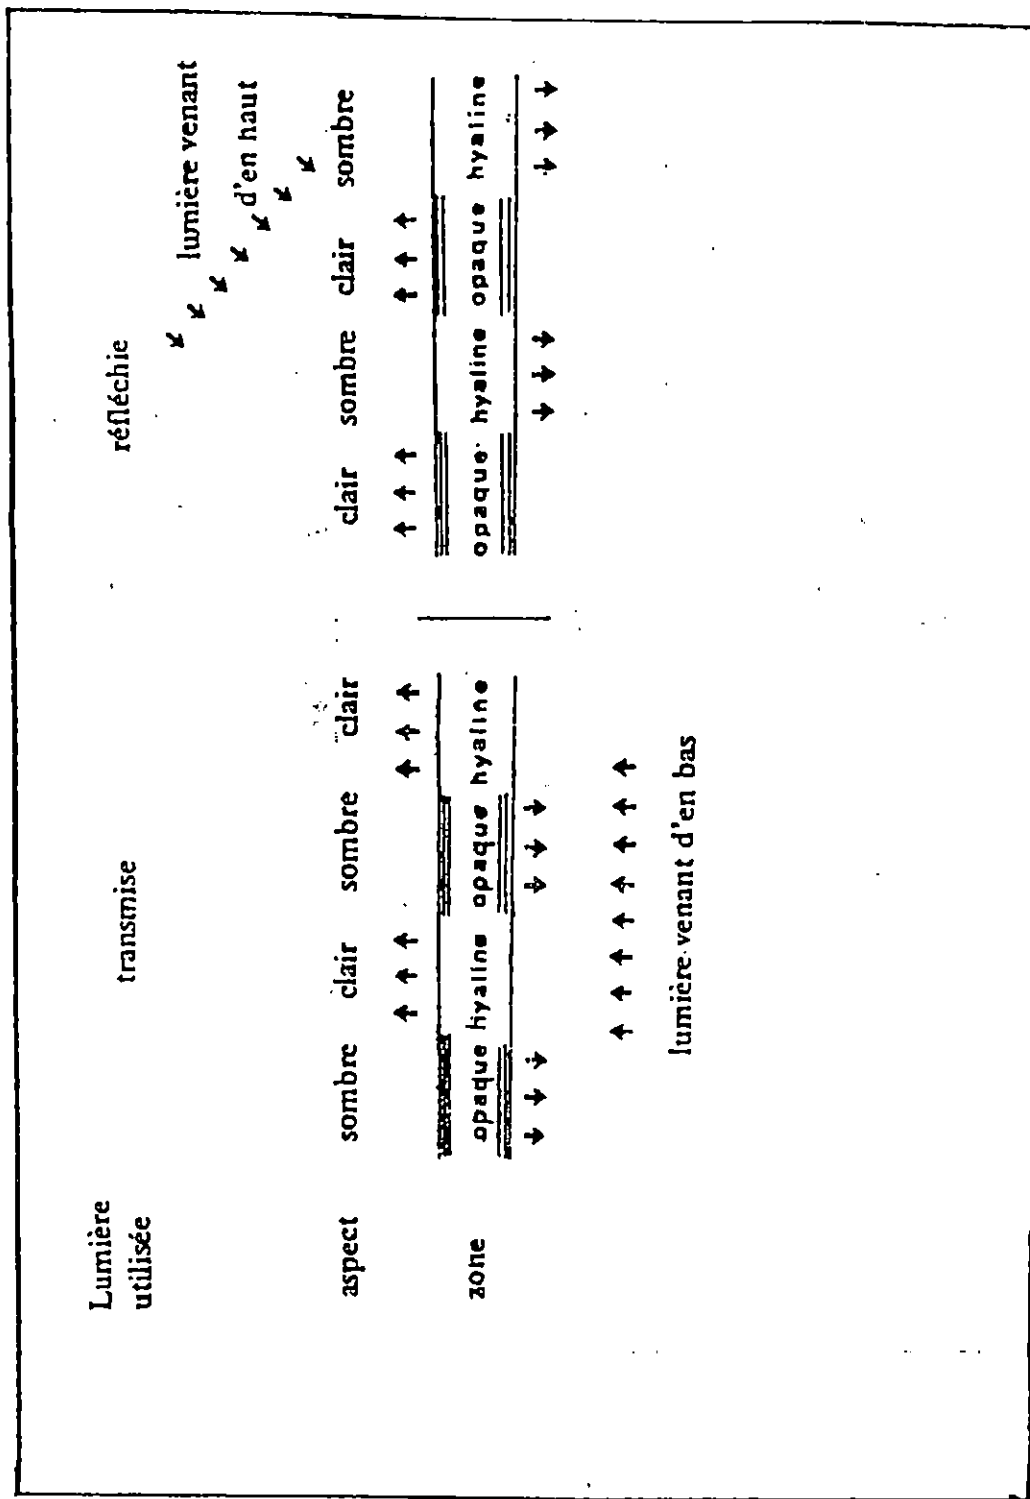 Lumière
utilisée
transmise
réfléchie
lumière venant
d'en haut
aspect sombre clair sombre clair clair sombre clair sombre
zone opaque hyaline opaque hyaline opaque hyaline opaque hyaline
lumière venant d'en bas